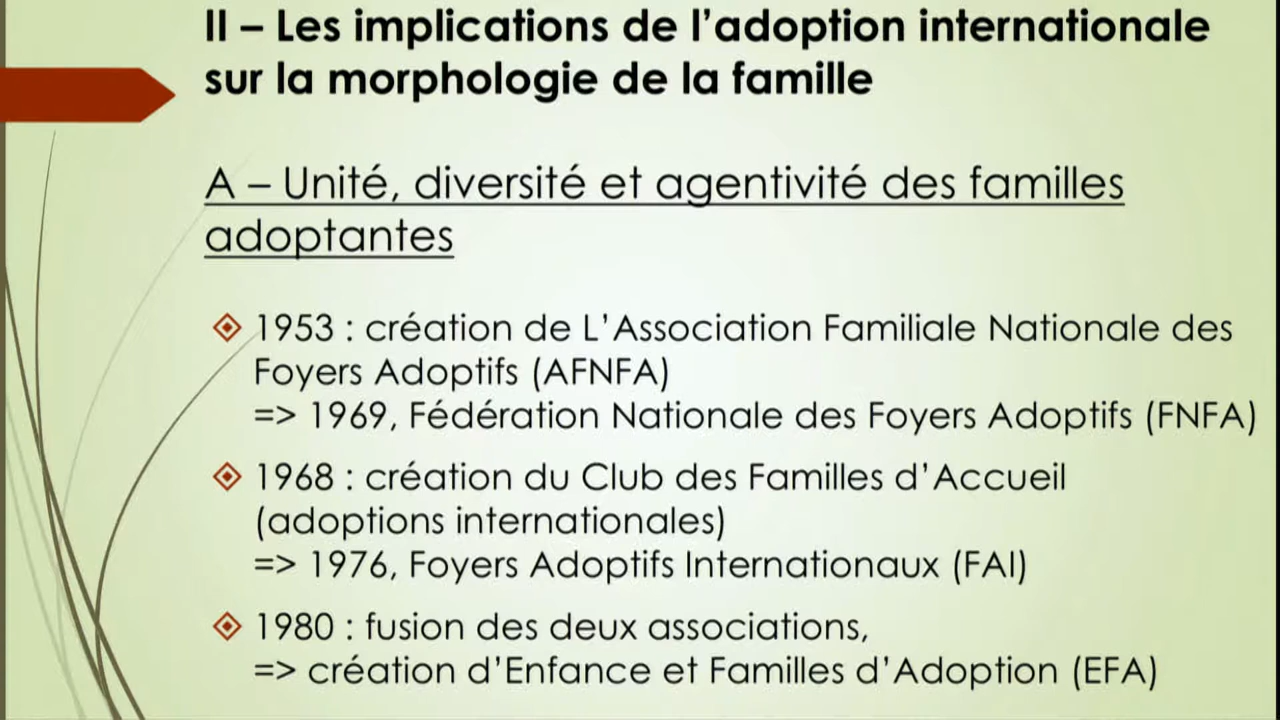 II – Les implications de l’adoption internationale
sur la morphologie de la famille
A – Unité, diversité et agentivité des familles
adoptantes
1953 : création de L’Association Familiale Nationale des
Foyers Adoptifs (AFNFA)
=> 1969, Fédération Nationale des Foyers Adoptifs (FNFA)
1968 : création du Club des Familles d’Accueil
(adoptions internationales)
=> 1976, Foyers Adoptifs Internationaux (FAI)
1980 : fusion des deux associations,
=> création d’Enfance et Familles d’Adoption (EFA)